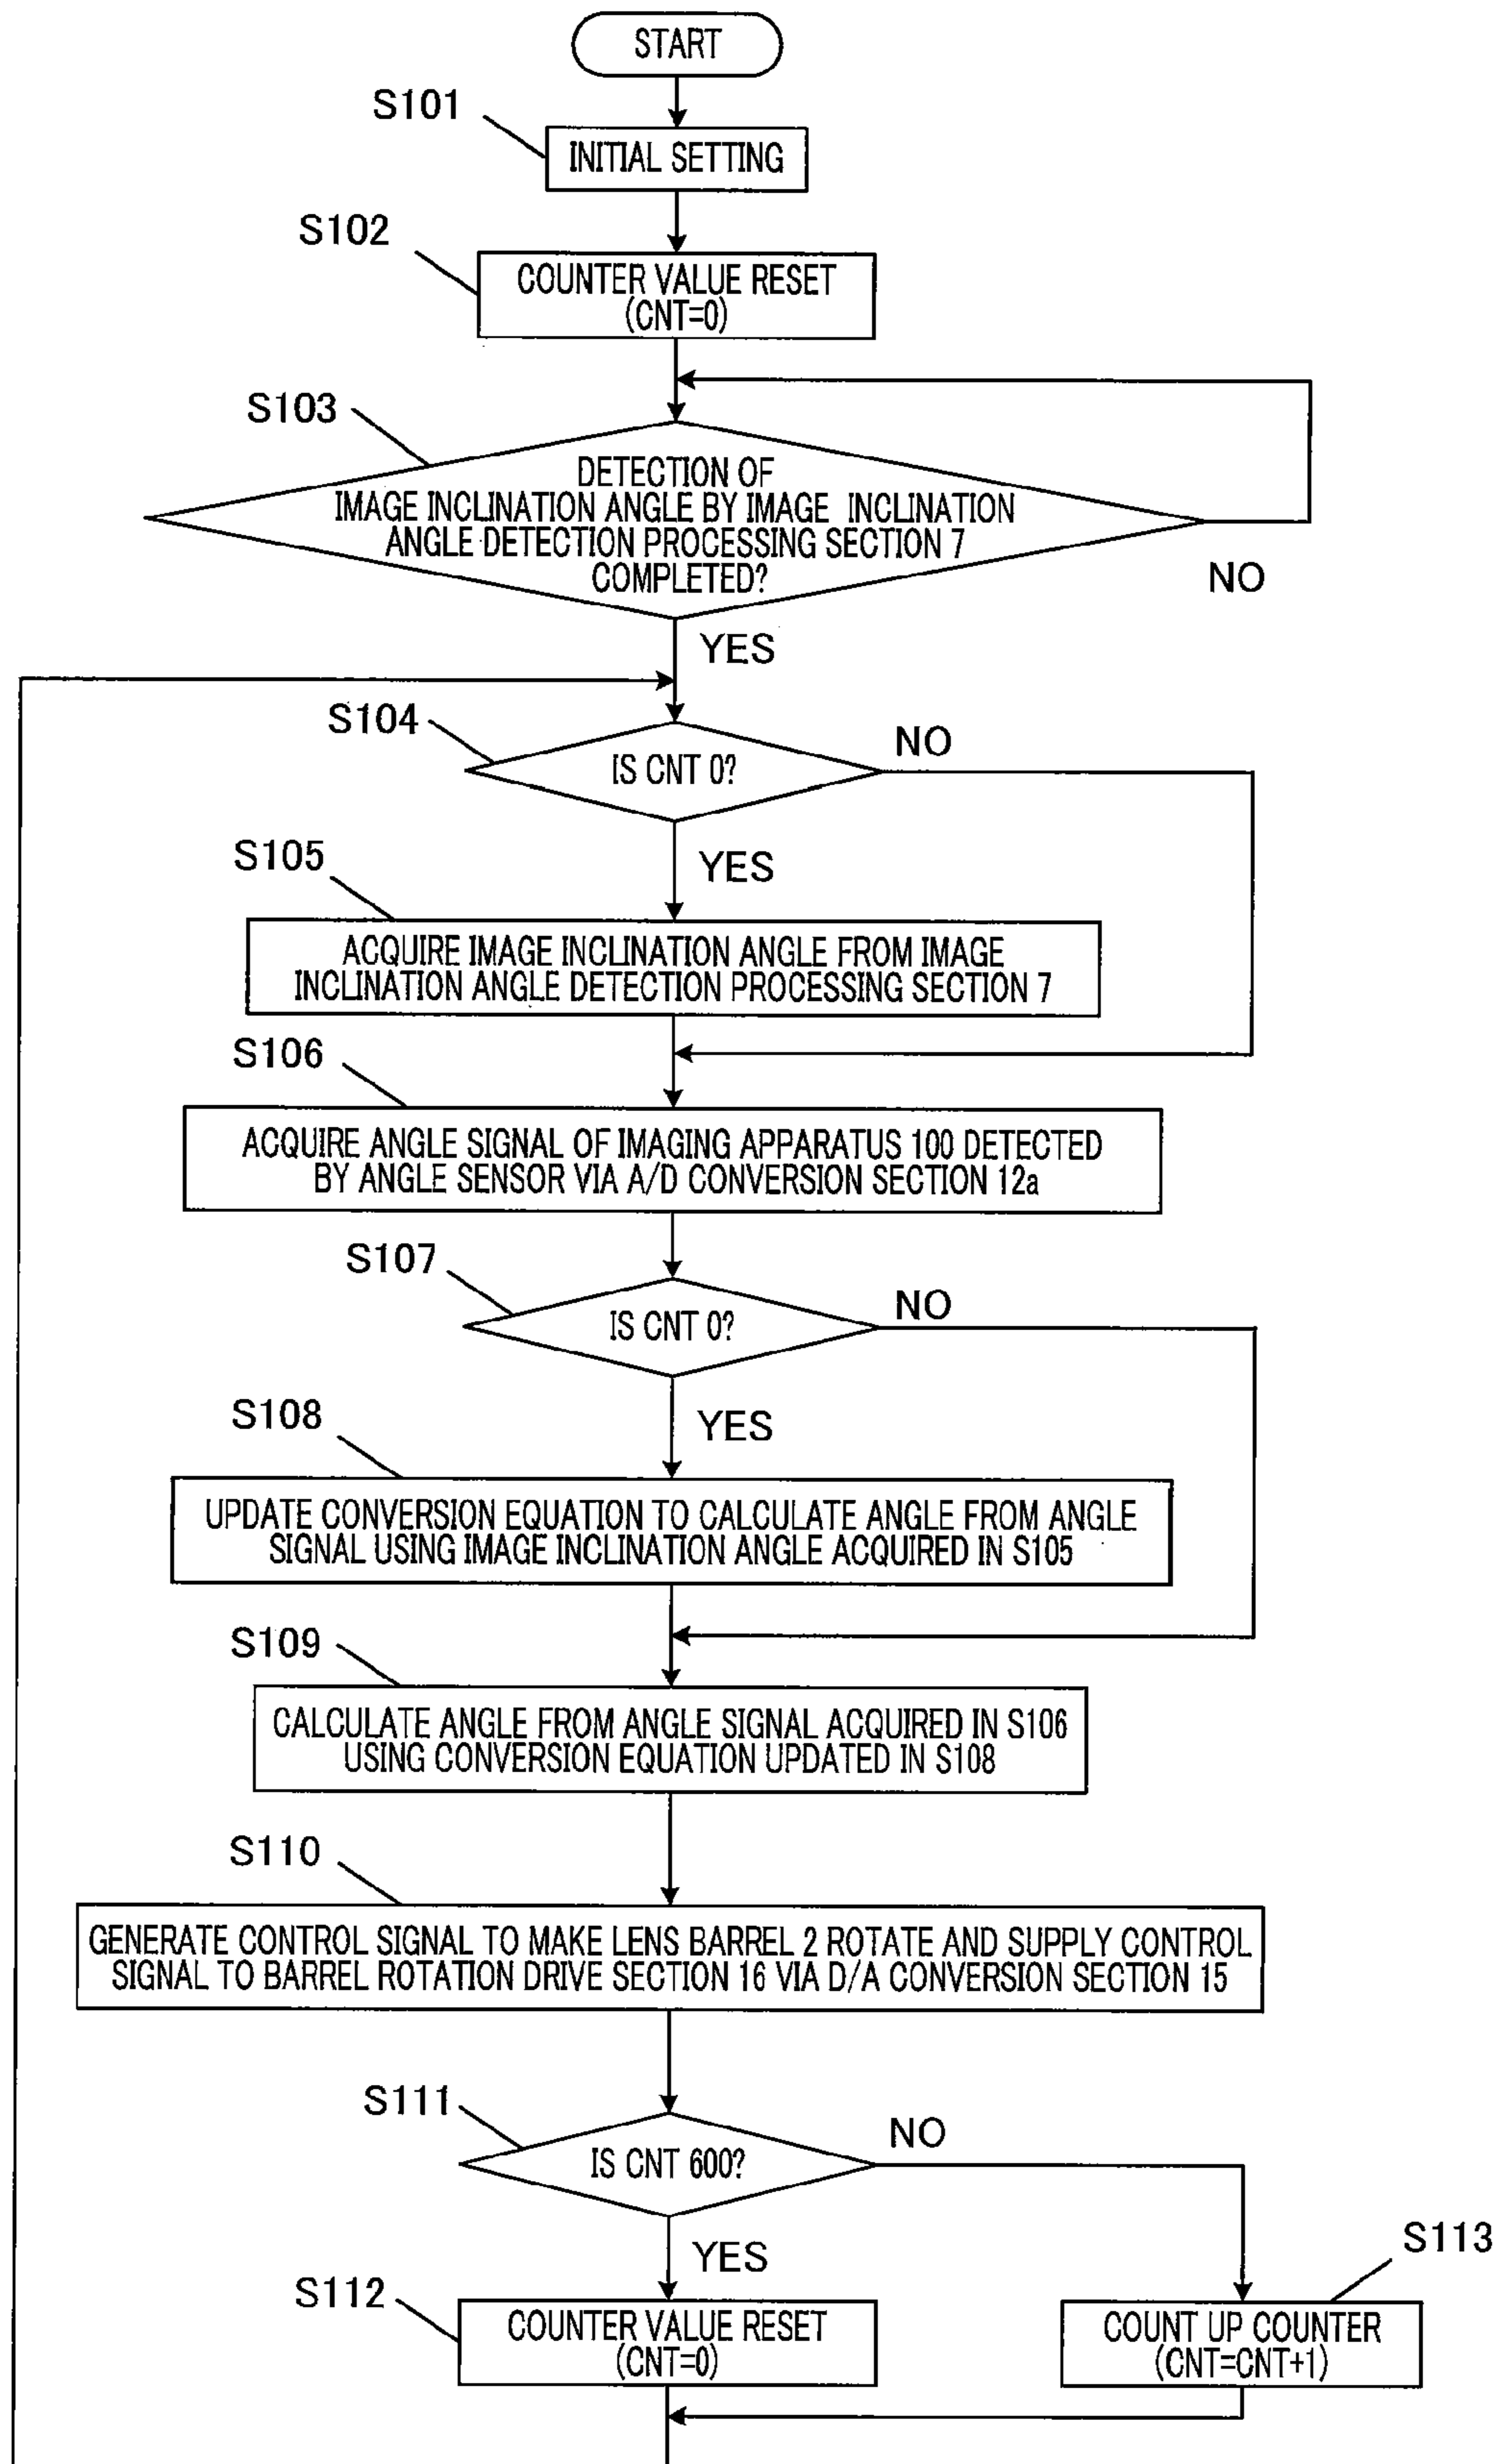 START
S101
INITIAL SETTING
S102
COUNTER VALUE RESET
(CNT=0)
S103
DETECTION OF
IMAGE INCLINATION ANGLE BY IMAGE INCLINATION
ANGLE DETECTION PROCESSING SECTION 7
COMPLETED?
NO
YES
S104
IS CNT 0?
NO
YES
S105
ACQUIRE IMAGE INCLINATION ANGLE FROM IMAGE
INCLINATION ANGLE DETECTION PROCESSING SECTION 7
S106
ACQUIRE ANGLE SIGNAL OF IMAGING APPARATUS 100 DETECTED
BY ANGLE SENSOR VIA A/D CONVERSION SECTION 12a
S107
IS CNT 0?
NO
YES
S108
UPDATE CONVERSION EQUATION TO CALCULATE ANGLE FROM ANGLE
SIGNAL USING IMAGE INCLINATION ANGLE ACQUIRED IN S105
S109
CALCULATE ANGLE FROM ANGLE SIGNAL ACQUIRED IN S106
USING CONVERSION EQUATION UPDATED IN S108
S110
GENERATE CONTROL SIGNAL TO MAKE LENS BARREL 2 ROTATE AND SUPPLY CONTROL
SIGNAL TO BARREL ROTATION DRIVE SECTION 16 VIA D/A CONVERSION SECTION 15
S111
IS CNT 600?
NO
YES
S112
COUNTER VALUE RESET
(CNT=0)
S113
COUNT UP COUNTER
(CNT=CNT+1)